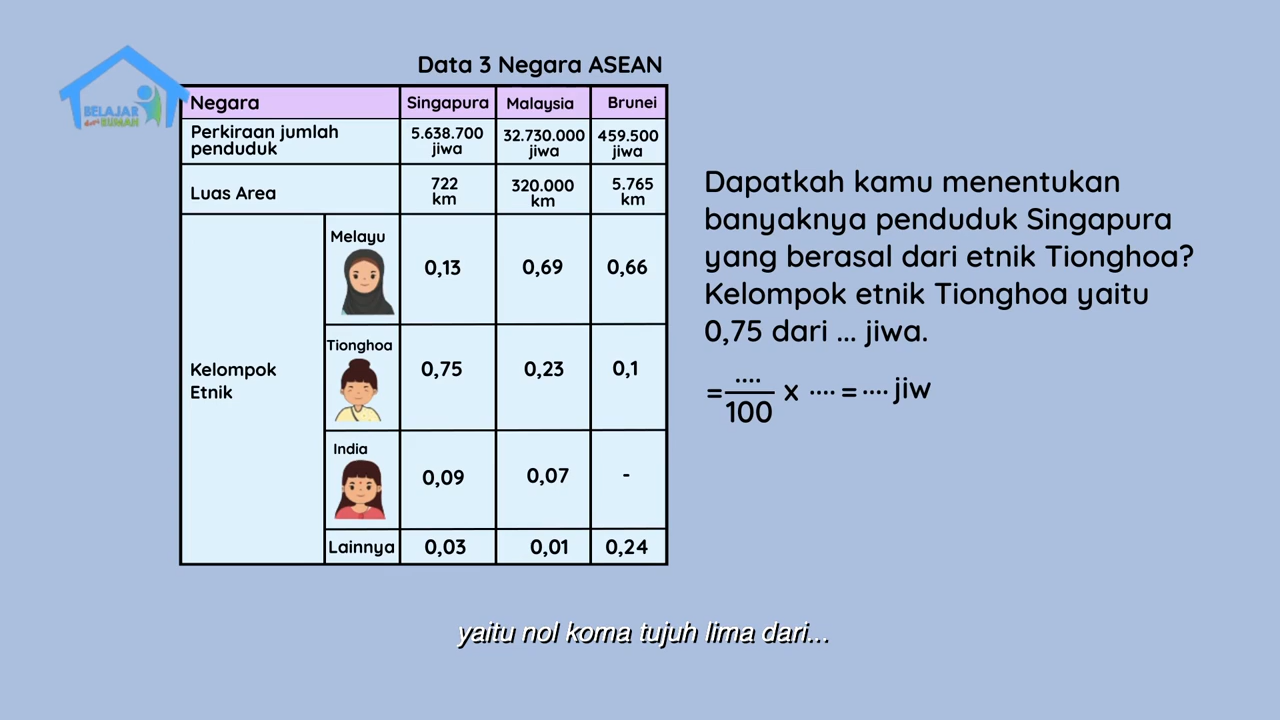 Data 3 Negara ASEAN
BELAJAR
dari RUMAH
Negara
Singapura
Malaysia
Brunei
Perkiraan jumlah
penduduk
5.638.700
jiwa
32.730.000
jiwa
459.500
jiwa
Luas Area
722
km
320.000
km
5.765
km
Kelompok
Etnik
Melayu
0,13
0,69
0,66
Tionghoa
0,75
0,23
0,1
India
0,09
0,07
-
Lainnya
0,03
0,01
0,24
Dapatkah kamu menentukan
banyaknya penduduk Singapura
yang berasal dari etnik Tionghoa?
Kelompok etnik Tionghoa yaitu
0,75 dari ... jiwa.
= ····/100 x ···· = ···· jiw
yaitu nol koma tujuh lima dari...